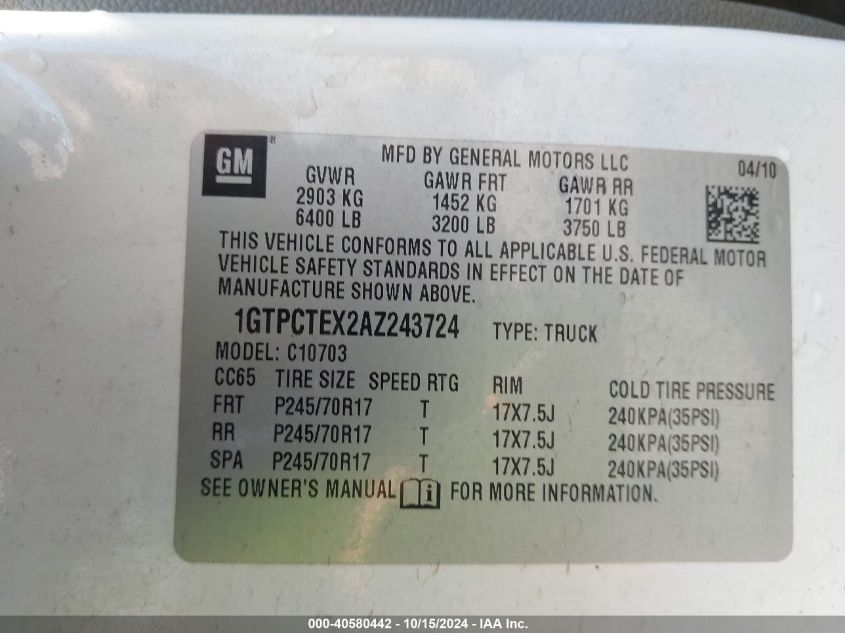 GM®
MFD BY GENERAL MOTORS LLC 04/10
GVWR GAWR FRT GAWR RR
2903 KG 1452 KG 1701 KG
6400 LB 3200 LB 3750 LB
THIS VEHICLE CONFORMS TO ALL APPLICABLE U.S. FEDERAL MOTOR
VEHICLE SAFETY STANDARDS IN EFFECT ON THE DATE OF
MANUFACTURE SHOWN ABOVE.
1GTPCTEX2AZ243724 TYPE: TRUCK
MODEL: C10703
CC65 TIRE SIZE SPEED RTG RIM COLD TIRE PRESSURE
FRT P245/70R17 T 17X7.5J 240KPA(35PSI)
RR P245/70R17 T 17X7.5J 240KPA(35PSI)
SPA P245/70R17 T 17X7.5J 240KPA(35PSI)
SEE OWNER'S MANUAL i FOR MORE INFORMATION.
000-40580442 - 10/15/2024 - IAA Inc.